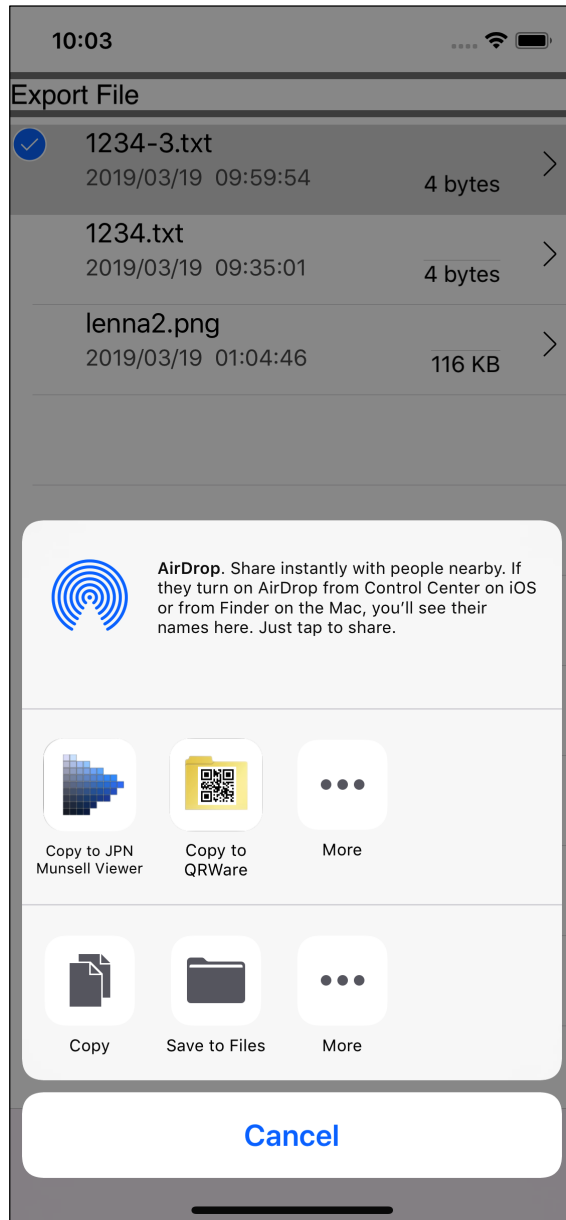 10:03
Export File
1234-3.txt
2019/03/19 09:59:54
4 bytes
1234.txt
2019/03/19 09:35:01
4 bytes
lenna2.png
2019/03/19 01:04:46
116 KB
AirDrop. Share instantly with people nearby. If
they turn on AirDrop from Control Center on iOS
or from Finder on the Mac, you’ll see their
names here. Just tap to share.
Copy to JPN
Munsell Viewer
Copy to
QRWare
More
Copy
Save to Files
More
Cancel